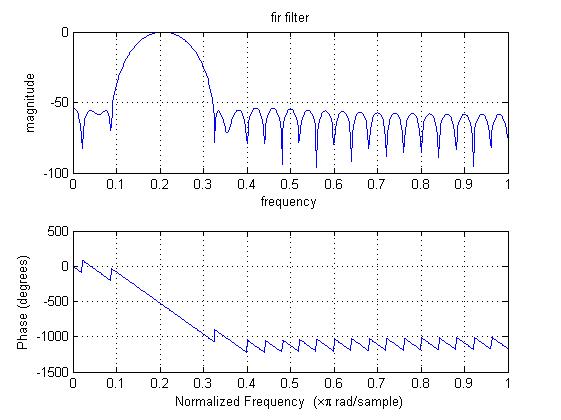 fir filter
0
-50
-100
magnitude
0 0.1 0.2 0.3 0.4 0.5 0.6 0.7 0.8 0.9 1
frequency
500
0
-500
-1000
-1500
Phase (degrees)
0 0.1 0.2 0.3 0.4 0.5 0.6 0.7 0.8 0.9 1
Normalized Frequency (×π rad/sample)